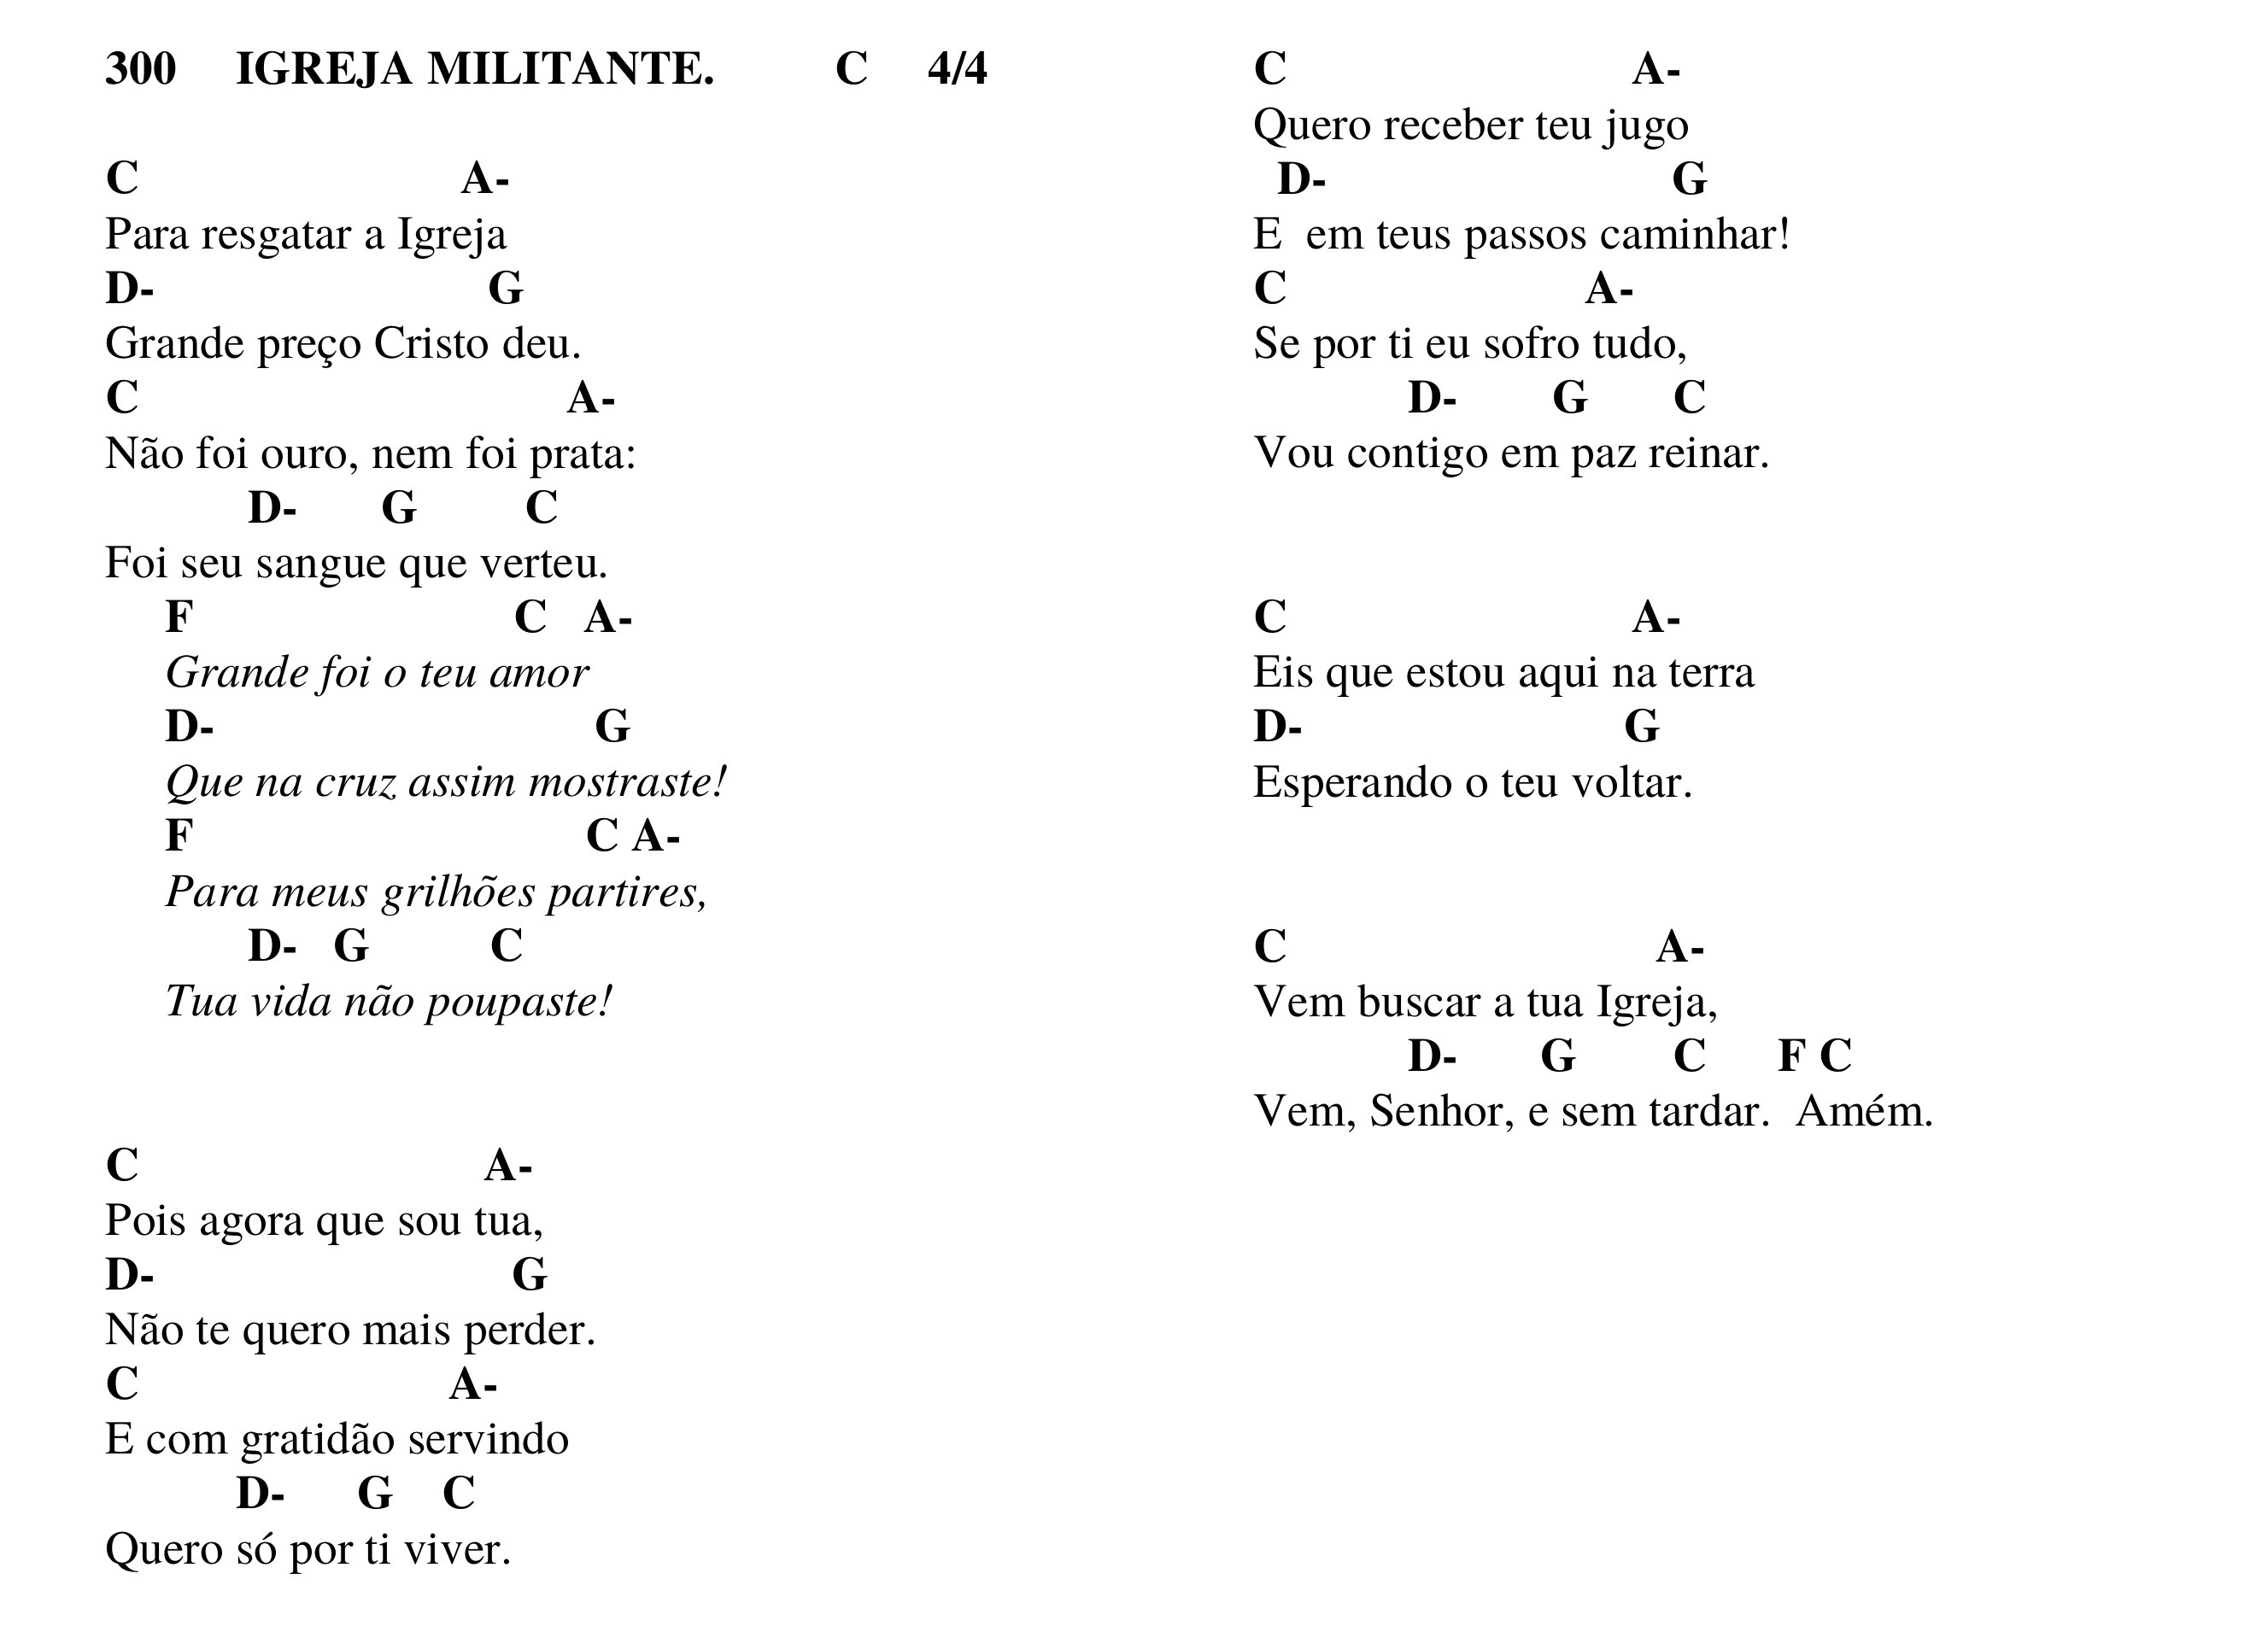 300 IGREJA MILITANTE. C 4/4
C A-
Para resgatar a Igreja
D- G
Grande preço Cristo deu.
C A-
Não foi ouro, nem foi prata:
D- G C
Foi seu sangue que verteu.
F C A-
Grande foi o teu amor
D- G
Que na cruz assim mostraste!
F C A-
Para meus grilhões partires,
D- G C
Tua vida não poupaste!
C A-
Pois agora que sou tua,
D- G
Não te quero mais perder.
C A-
E com gratidão servindo
D- G C
Quero só por ti viver.
C A-
Quero receber teu jugo
D- G
E em teus passos caminhar!
C A-
Se por ti eu sofro tudo,
D- G C
Vou contigo em paz reinar.
C A-
Eis que estou aqui na terra
D- G
Esperando o teu voltar.
C A-
Vem buscar a tua Igreja,
D- G C F C
Vem, Senhor, e sem tardar. Amém.